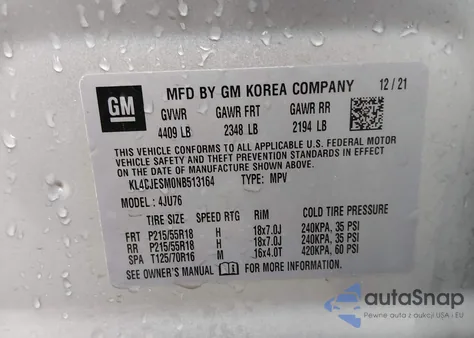 GM
MFD BY GM KOREA COMPANY 12 / 21
GVWR GAWR FRT GAWR RR
4409 LB 2348 LB 2194 LB
THIS VEHICLE CONFORMS TO ALL APPLICABLE U.S. FEDERAL MOTOR
VEHICLE SAFETY, BUMPER, AND THEFT PREVENTION STANDARDS IN EFFECT ON
THE DATE OF MANUFACTURE SHOWN ABOVE.
KL4CJESM0NB513164 TYPE: MPV
MODEL : 4JU76
SPEED RTG RIM COLD TIRE PRESSURE
FRT P215/55R18 H 18x7.0J 240KPA, 35 PSI
RR P215/55R18 H 18x7.0J 240KPA, 35 PSI
SPA T125/70R16 M 16x4.0T 420KPA, 60 PSI
SEE OWNER'S MANUAL FOR MORE INFORMATION
autoSnap
Pewne auta z aukcji USA i EU